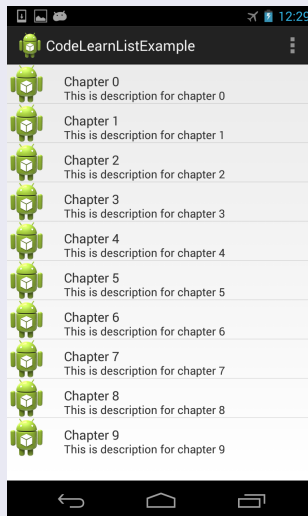 12:29
CodeLearnListExample
Chapter 0
This is description for chapter 0
Chapter 1
This is description for chapter 1
Chapter 2
This is description for chapter 2
Chapter 3
This is description for chapter 3
Chapter 4
This is description for chapter 4
Chapter 5
This is description for chapter 5
Chapter 6
This is description for chapter 6
Chapter 7
This is description for chapter 7
Chapter 8
This is description for chapter 8
Chapter 9
This is description for chapter 9